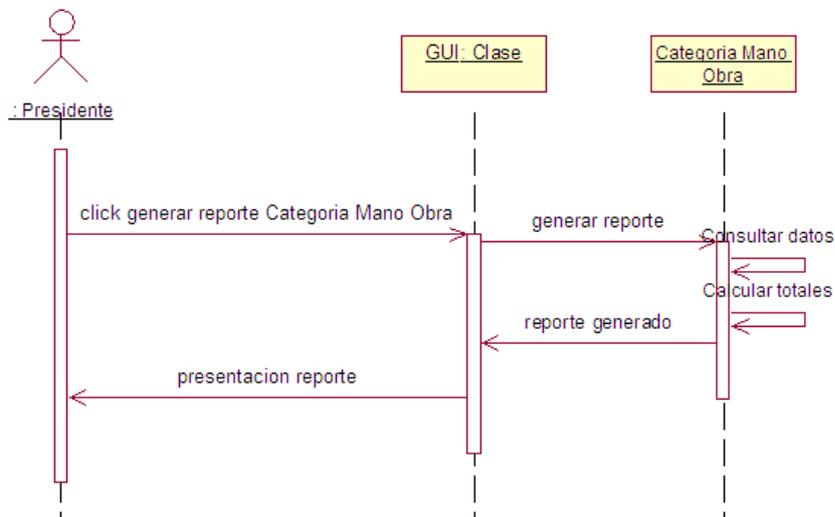 GUI: Clase
Categoria Mano
Obra
: Presidente
click generar reporte Categoria Mano Obra
generar reporte
Consultar datos
Calcular totales
reporte generado
presentacion reporte